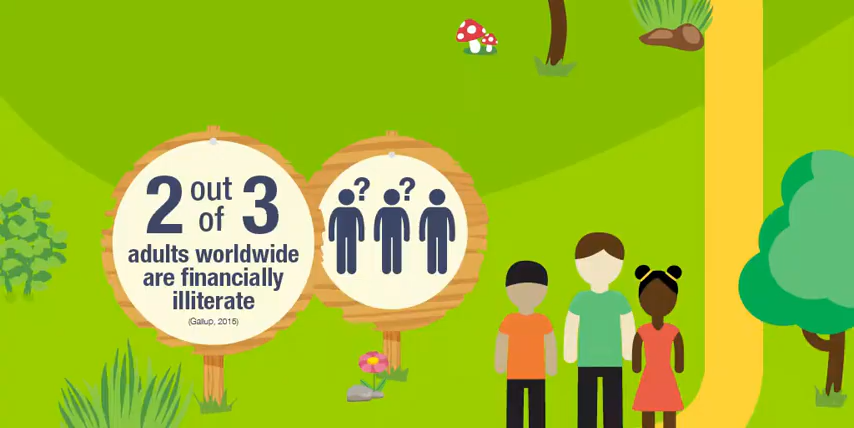 2 out of 3
adults worldwide
are financially
illiterate
(Gallup, 2015)
? ?